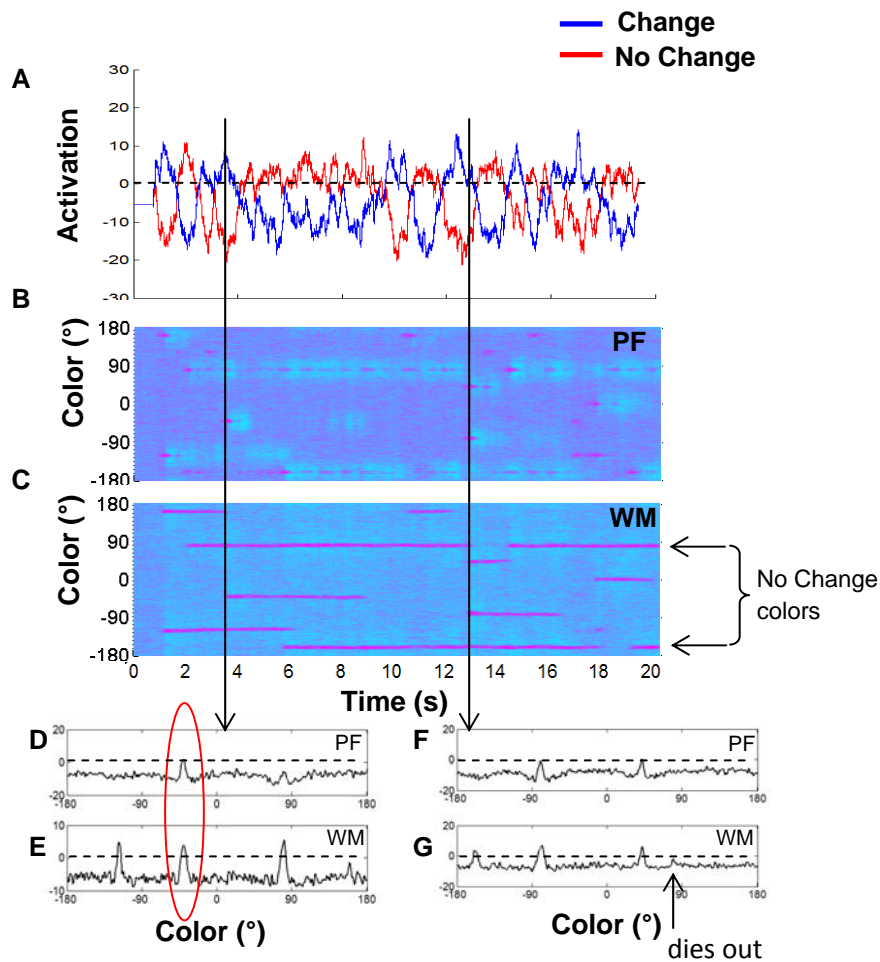 Change
No Change
A
Activation
30
20
10
0
-10
-20
-30
B
Color (°)
180
90
0
-90
-180
PF
C
Color (°)
180
90
0
-90
-180
WM
No Change
colors
0 2 4 6 8 10 12 14 16 18 20
Time (s)
D
20
0
-20
PF
-180 -90 0 90 180
E
10
0
-10
WM
-180 -90 0 90 180
Color (°)
F
20
0
-20
PF
-180 -90 0 90 180
G
20
0
-20
WM
-180 -90 0 90 180
Color (°)
dies out